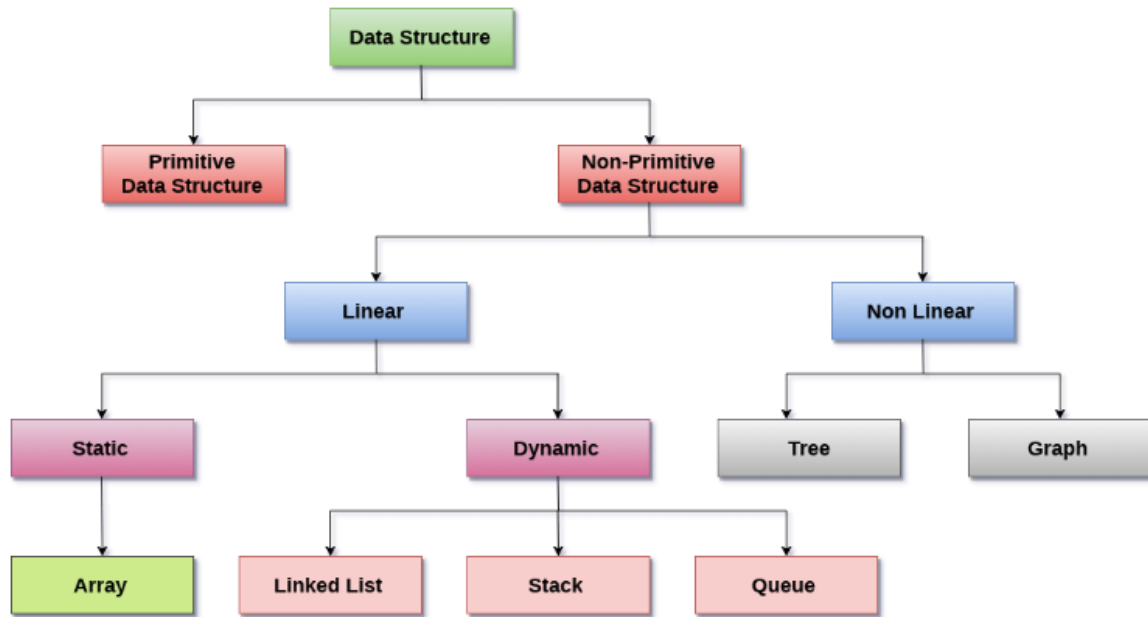 Data Structure
Primitive
Data Structure
Non-Primitive
Data Structure
Linear
Non Linear
Static
Dynamic
Tree
Graph
Array
Linked List
Stack
Queue